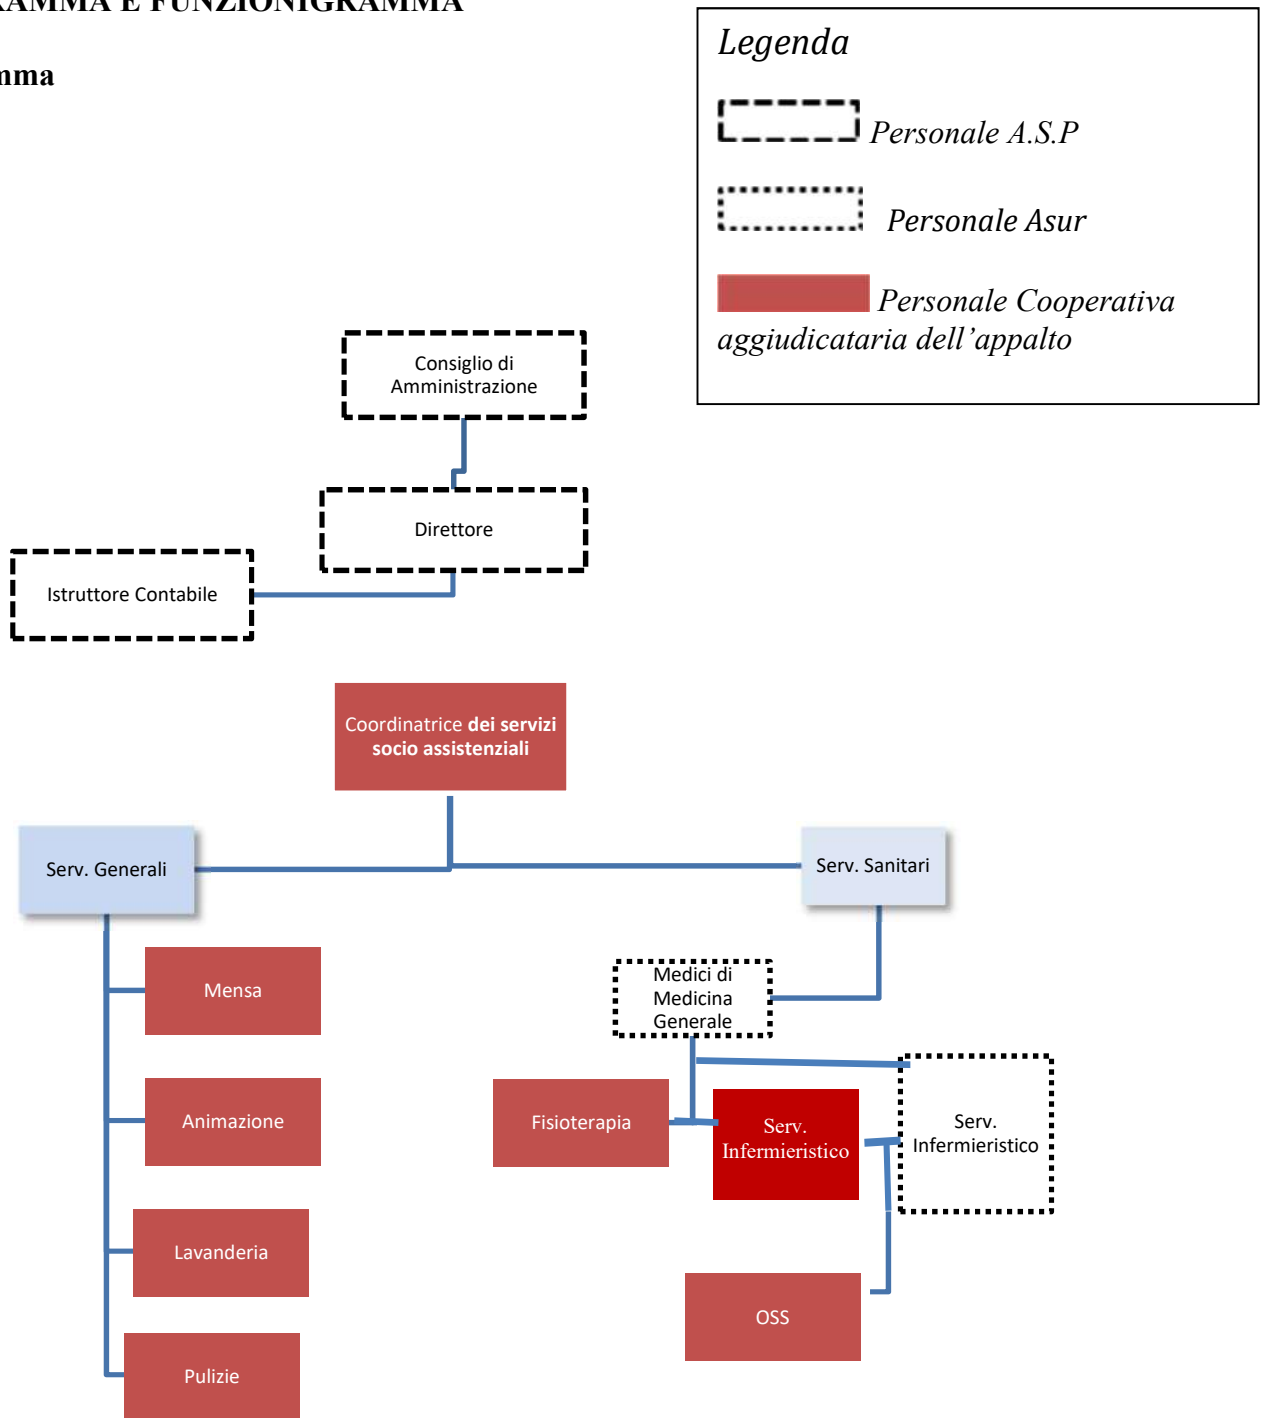 RAMMA E FUNZIONIGRAMMA
mma
Legenda
Personale A.S.P
Personale Asur
Personale Cooperativa
aggiudicataria dell’appalto
Consiglio di
Amministrazione
Direttore
Istruttore Contabile
Coordinatrice dei servizi
socio assistenziali
Serv. Generali
Serv. Sanitari
Mensa
Medici di
Medicina
Generale
Animazione
Fisioterapia
Serv.
Infermieristico
Serv.
Infermieristico
Lavanderia
OSS
Pulizie